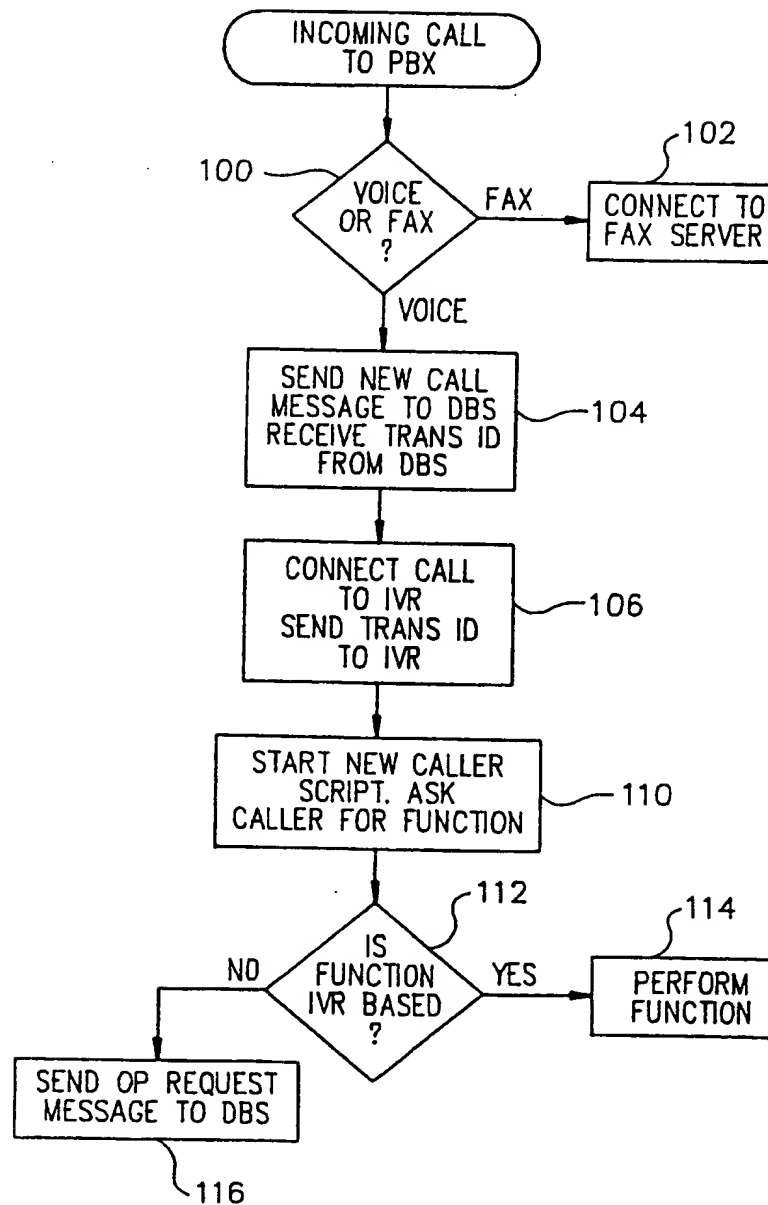 INCOMING CALL
TO PBX
100
VOICE
OR FAX
?
FAX
102
CONNECT TO
FAX SERVER
VOICE
SEND NEW CALL
MESSAGE TO DBS
RECEIVE TRANS ID
FROM DBS
104
CONNECT CALL
TO IVR
SEND TRANS ID
TO IVR
106
START NEW CALLER
SCRIPT. ASK
CALLER FOR FUNCTION
110
112
IS
FUNCTION
IVR BASED
?
NO
YES
114
PERFORM
FUNCTION
SEND OP REQUEST
MESSAGE TO DBS
116